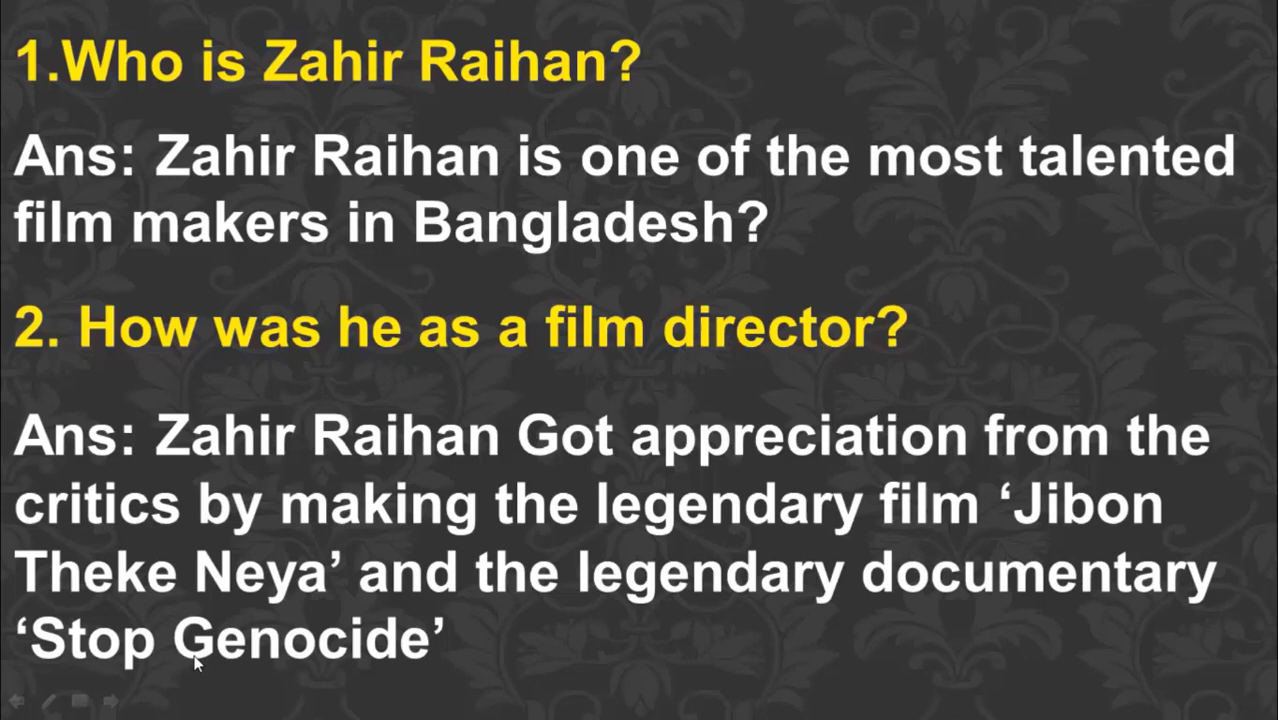 1.Who is Zahir Raihan?
Ans: Zahir Raihan is one of the most talented
film makers in Bangladesh?
2. How was he as a film director?
Ans: Zahir Raihan Got appreciation from the
critics by making the legendary film ‘Jibon
Theke Neya’ and the legendary documentary
‘Stop Genocide’